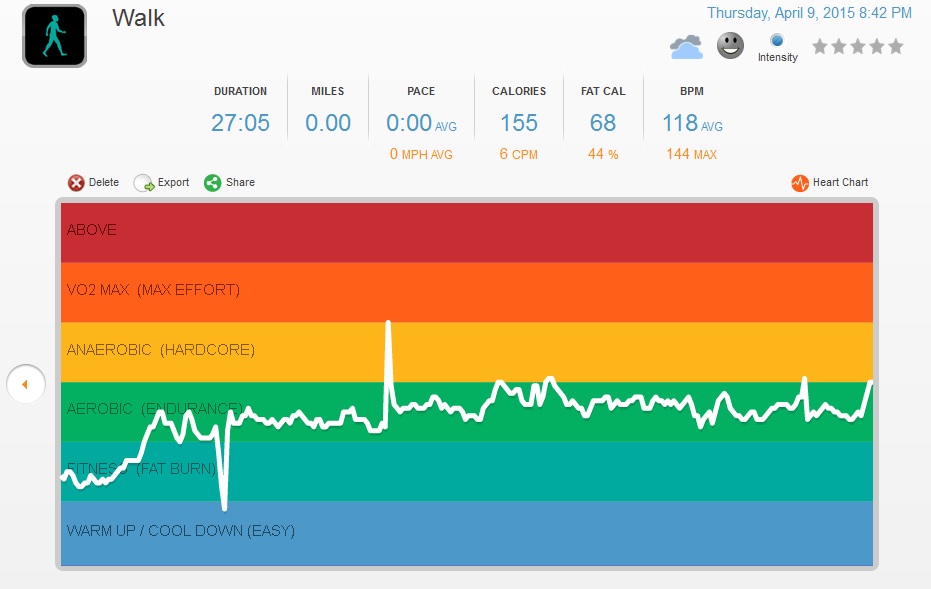 Walk
Thursday, April 9, 2015 8:42 PM
Intensity
DURATION MILES PACE CALORIES FAT CAL BPM
27:05 0.00 0:00 AVG 155 68 118 AVG
0 MPH AVG 6 CPM 44 % 144 MAX
Delete Export Share Heart Chart
ABOVE
VO2 MAX (MAX EFFORT)
ANAEROBIC (HARDCORE)
AEROBIC (ENDURANCE)
FITNESS (FAT BURN)
WARM UP / COOL DOWN (EASY)